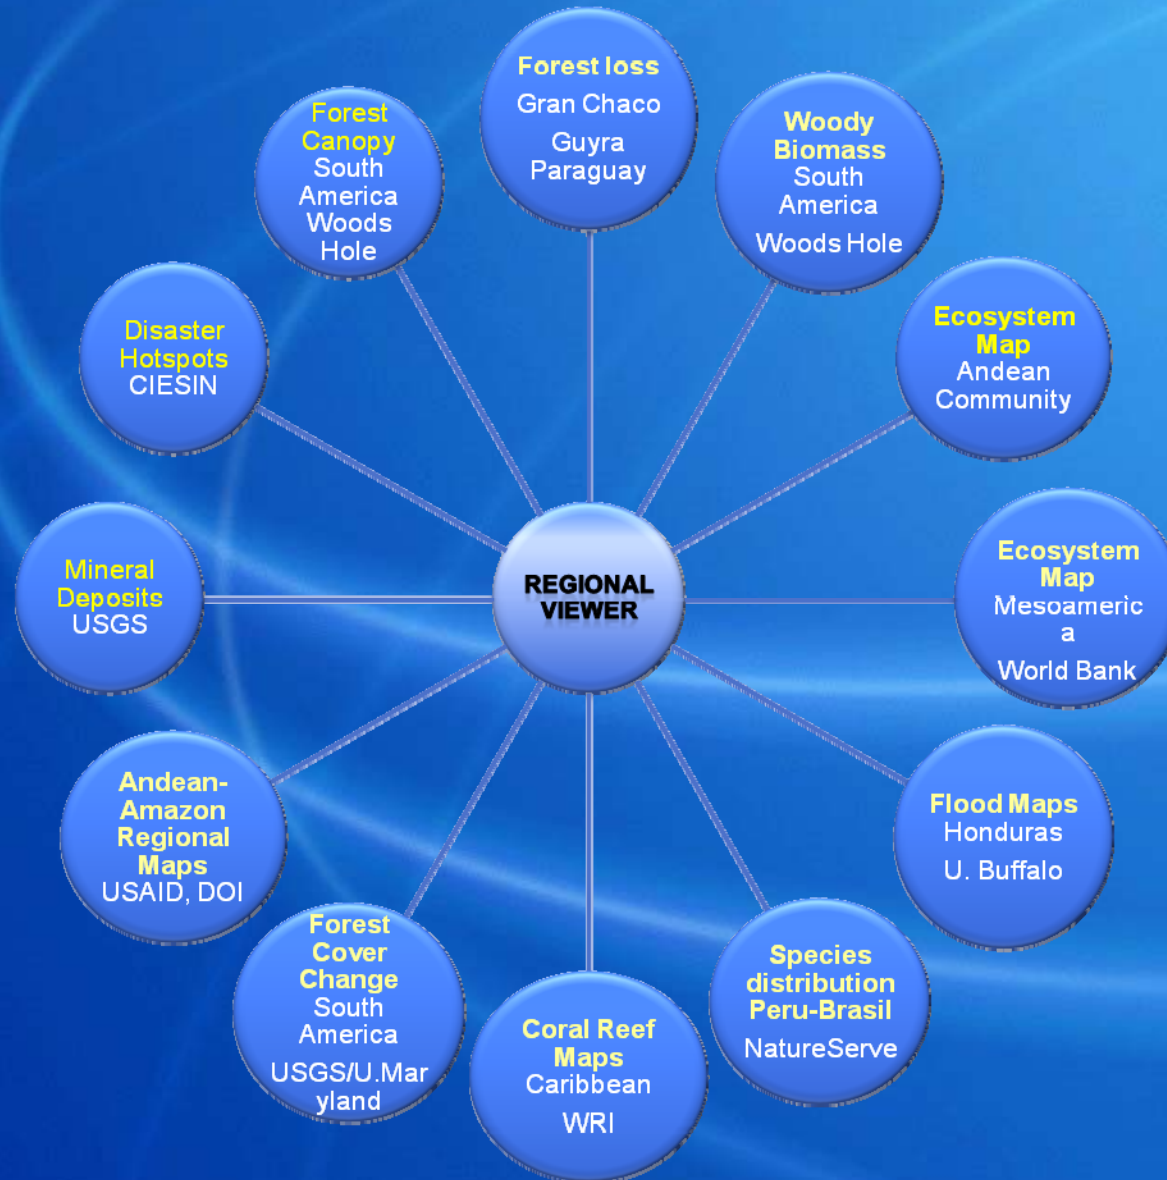 Forest loss
Gran Chaco
Guyra
Paraguay
Woody
Biomass
South
America
Woods Hole
Ecosystem
Map
Andean
Community
Ecosystem
Map
Mesoameric
a
World Bank
Flood Maps
Honduras
U. Buffalo
Species
distribution
Peru-Brasil
NatureServe
Coral Reef
Maps
Caribbean
WRI
Forest
Cover
Change
South
America
USGS/U.Mar
yland
Andean-
Amazon
Regional
Maps
USAID, DOI
Mineral
Deposits
USGS
Disaster
Hotspots
CIESIN
Forest
Canopy
South
America
Woods
Hole
REGIONAL
VIEWER